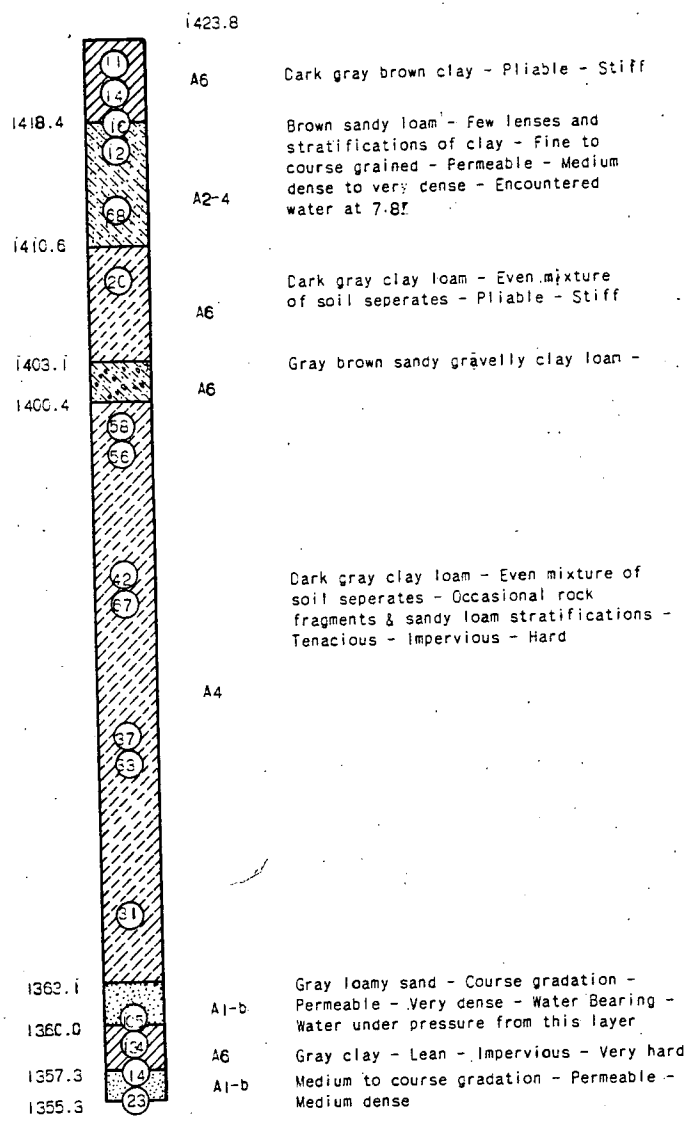 1423.8
11
A6 Dark gray brown clay - Pliable - Stiff
14
1418.4 16
Brown sandy loam - Few lenses and
stratifications of clay - Fine to
12
course grained - Permeable - Medium
A2-4 dense to very dense - Encountered
68 water at 7.8'
1410.6
20 Dark gray clay loam - Even mixture
of soil seperates - Pliable - Stiff
A6
1403.1 Gray brown sandy gravelly clay loam -
A6
1400.4
58
56
42 Dark gray clay loam - Even mixture of
soil seperates - Occasional rock
67 fragments & sandy loam stratifications -
Tenacious - Impervious - Hard
A4
37
33
31
1363.1 Gray loamy sand - Course gradation -
A1-b Permeable - Very dense - Water Bearing -
1360.0 Water under pressure from this layer
134 A6 Gray clay - Lean - Impervious - Very hard
1357.3 14 A1-b Medium to course gradation - Permeable -
1355.3 23 Medium dense